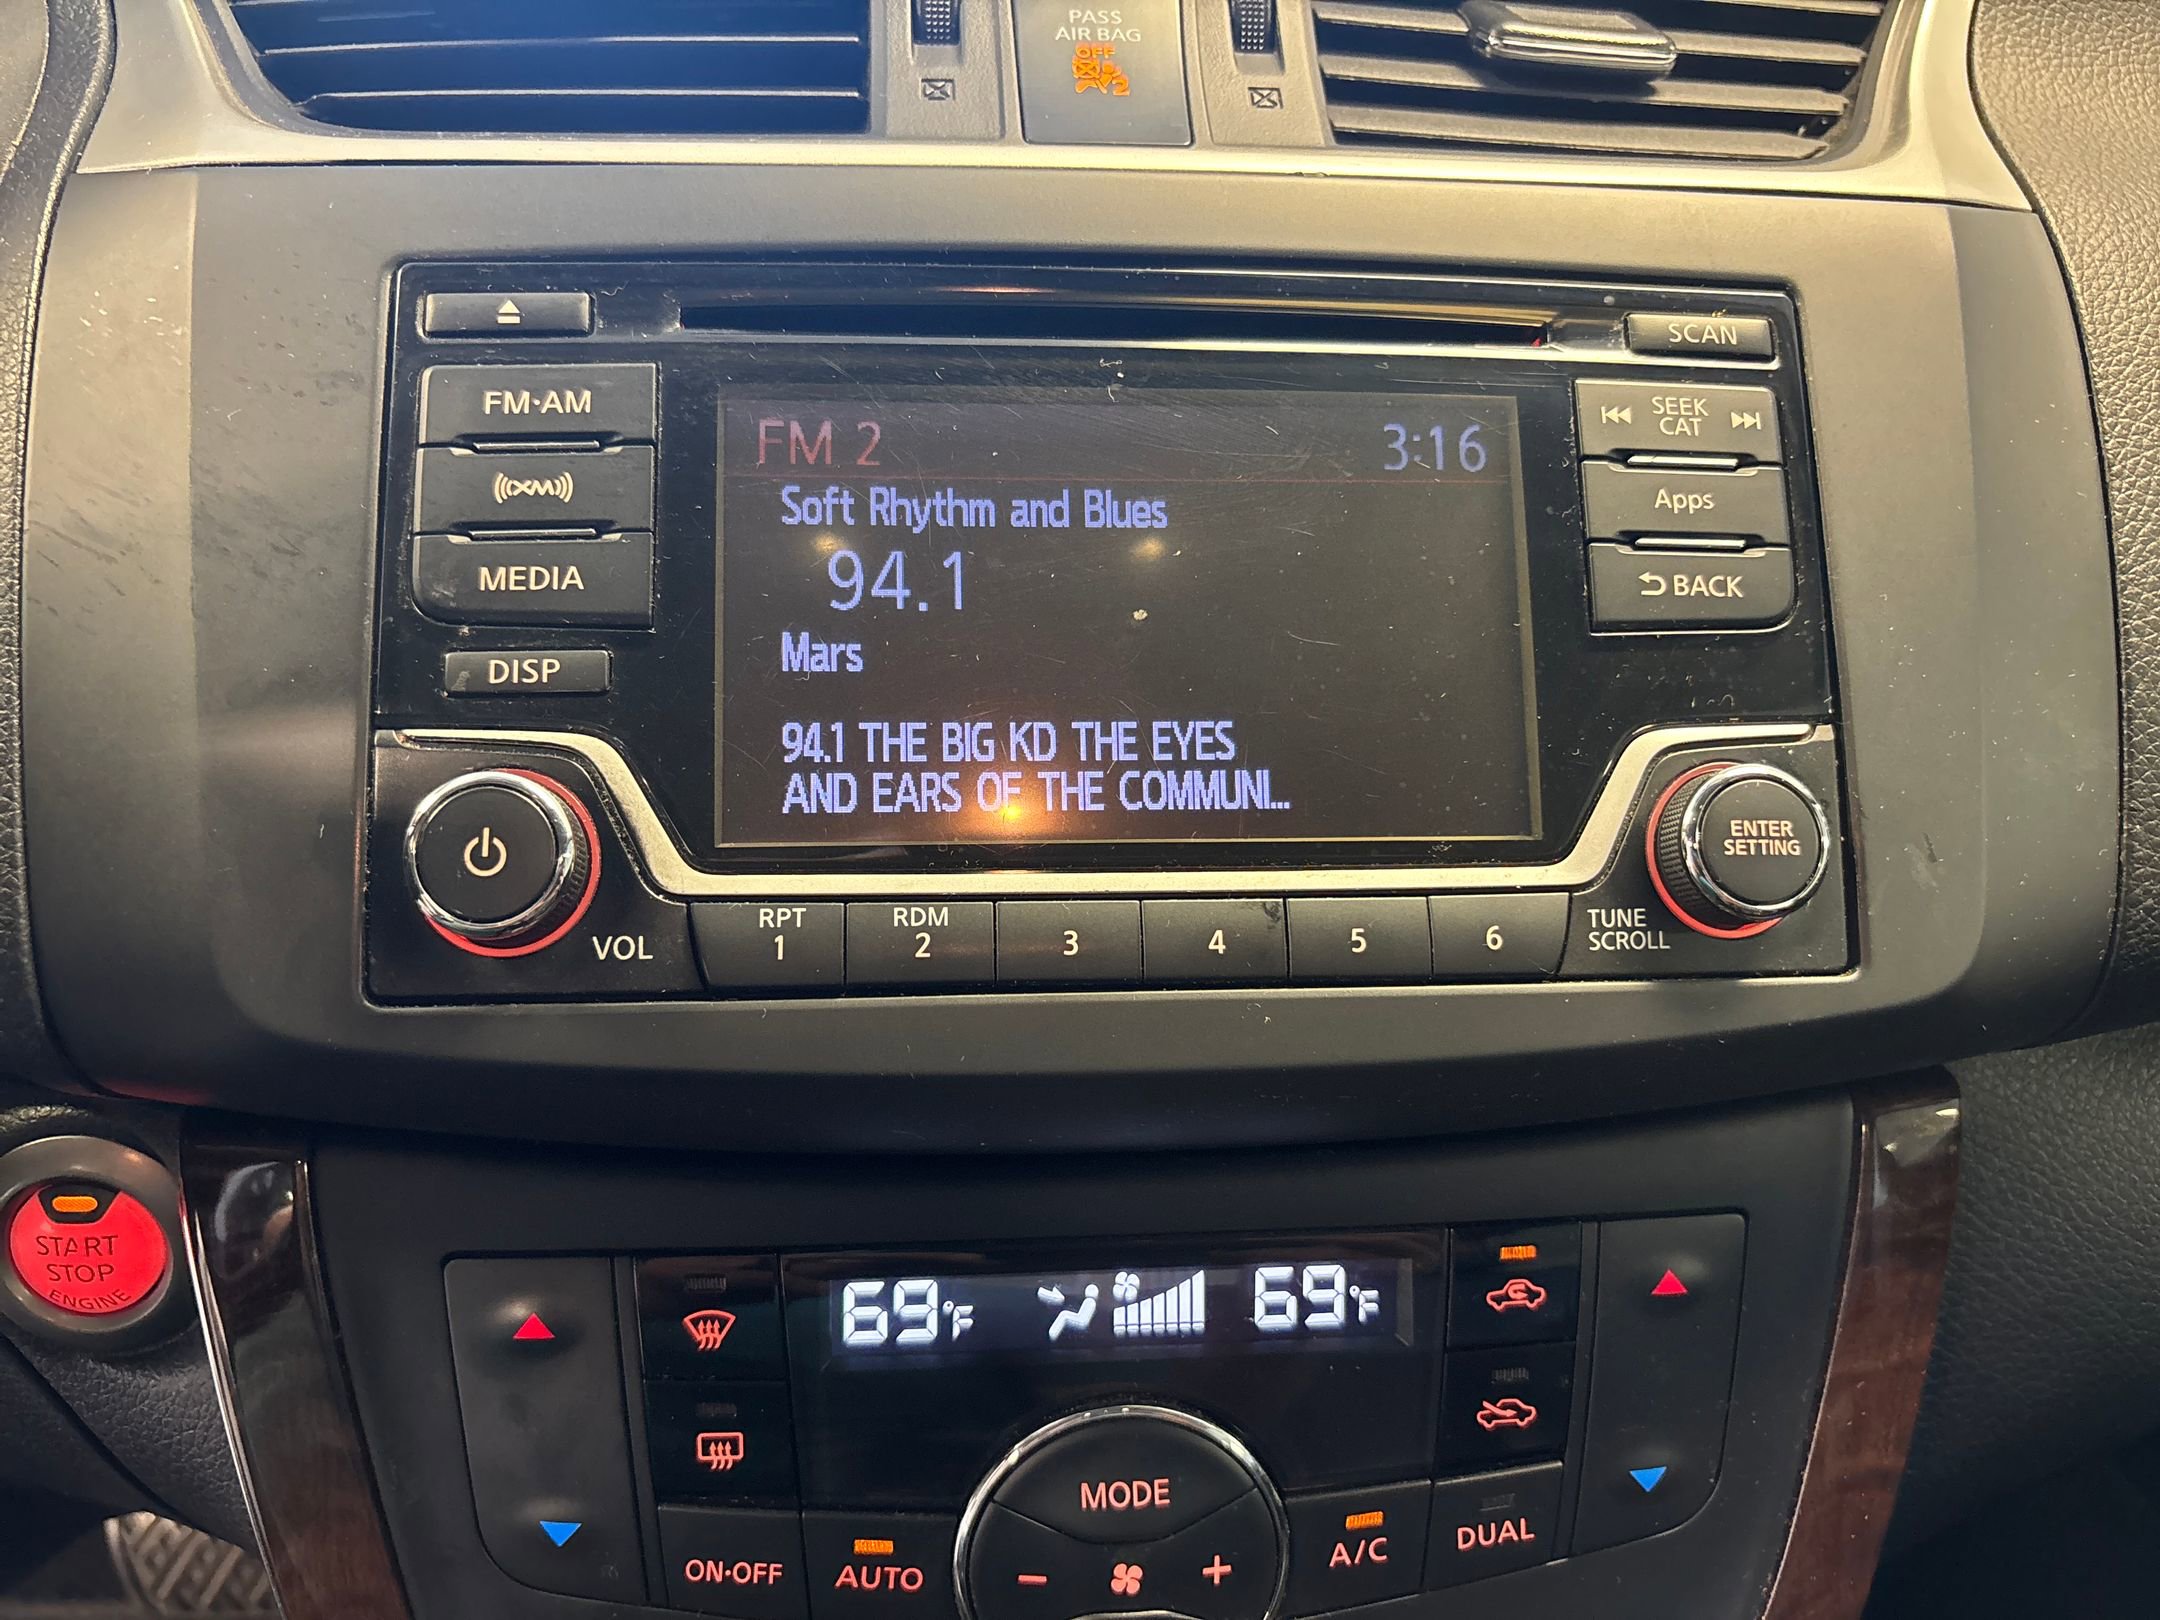 PASS
AIR BAG
OFF
2
SCAN
FM·AM
SEEK
CAT
XM
Apps
MEDIA
BACK
DISP
FM 2
3:16
Soft Rhythm and Blues
94.1
Mars
94.1 THE BIG KD THE EYES
AND EARS OF THE COMMUNI...
ENTER
SETTING
VOL
RPT
1
RDM
2
3
4
5
6
TUNE
SCROLL
START
STOP
ENGINE
69°F
69°F
MODE
ON·OFF
AUTO
A/C
DUAL